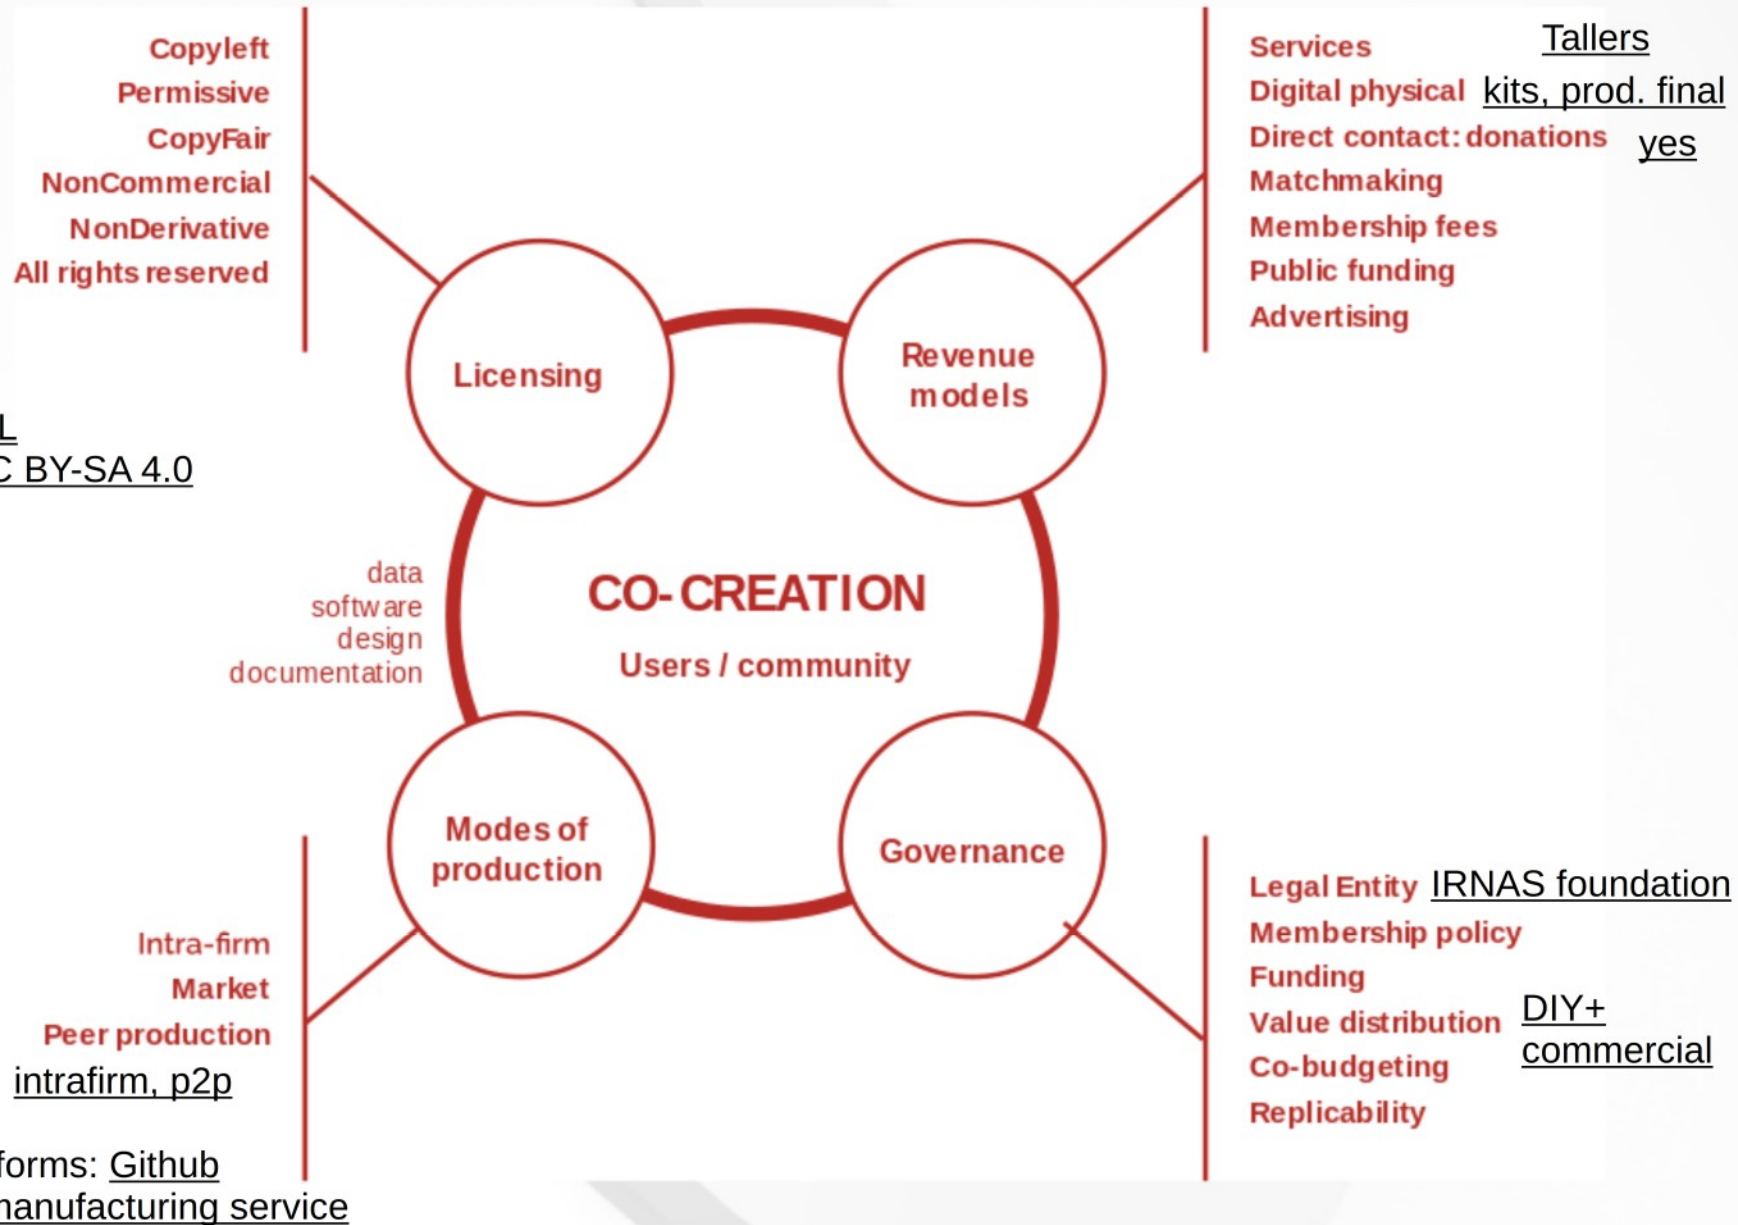 Copyleft
Permissive
CopyFair
NonCommercial
NonDerivative
All rights reserved
Services Tallers
Digital physical kits, prod. final
Direct contact: donations yes
Matchmaking
Membership fees
Public funding
Advertising
Licensing
Revenue
models
L
C BY-SA 4.0
data
software
design
documentation
CO-CREATION
Users / community
Modes of
production
Governance
Intra-firm
Market
Peer production
intrafirm, p2p
forms: Github
manufacturing service
Legal Entity IRNAS foundation
Membership policy
Funding
Value distribution DIY+
commercial
Co-budgeting
Replicability